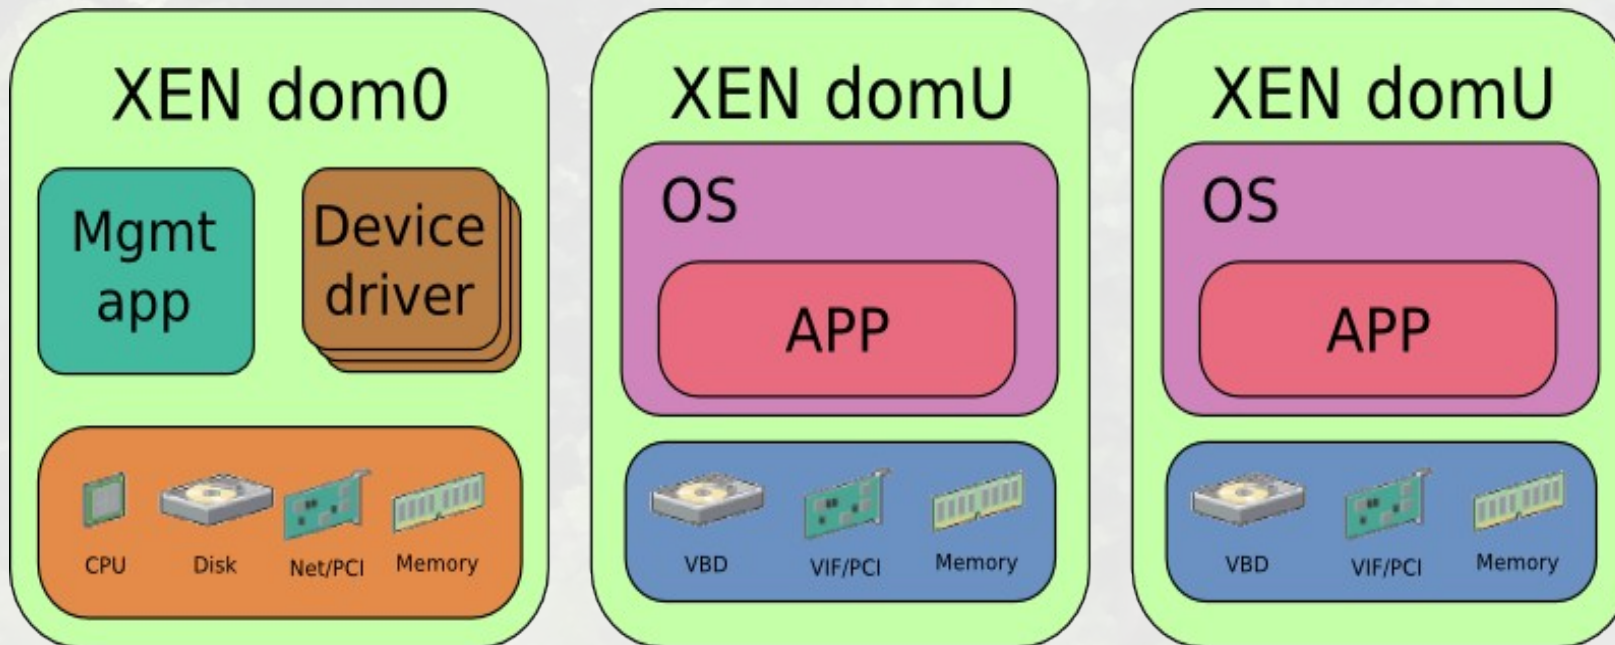 XEN dom0
Mgmt
app
Device
driver
CPU
Disk
Net/PCI
Memory
XEN domU
OS
APP
VBD
VIF/PCI
Memory
XEN domU
OS
APP
VBD
VIF/PCI
Memory